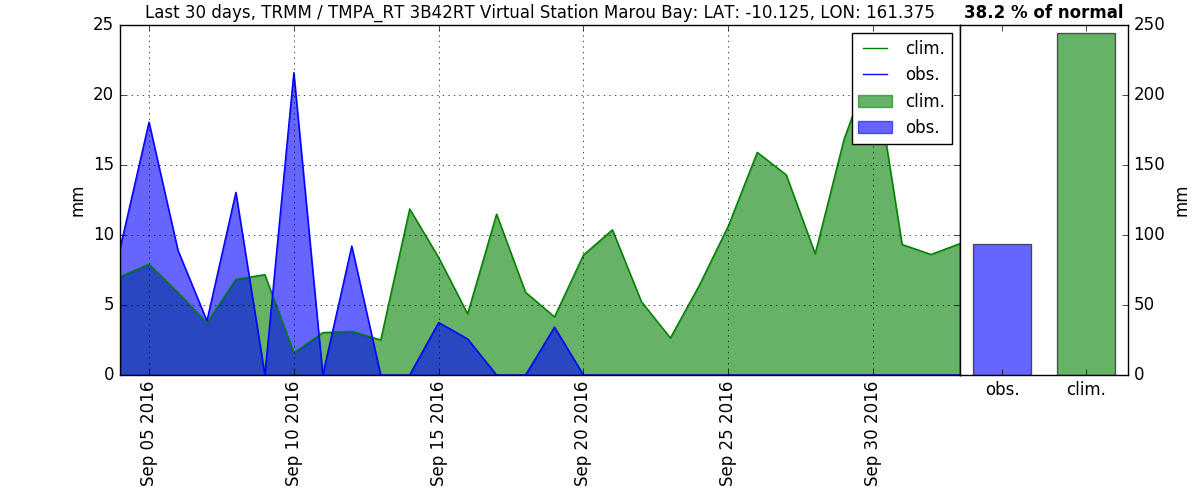 Last 30 days, TRMM / TMPA_RT 3B42RT Virtual Station Marou Bay: LAT: -10.125, LON: 161.375
38.2 % of normal
25
20
15
10
5
0
mm
clim.
obs.
clim.
obs.
250
200
150
100
50
0
mm
Sep 05 2016
Sep 10 2016
Sep 15 2016
Sep 20 2016
Sep 25 2016
Sep 30 2016
obs.
clim.